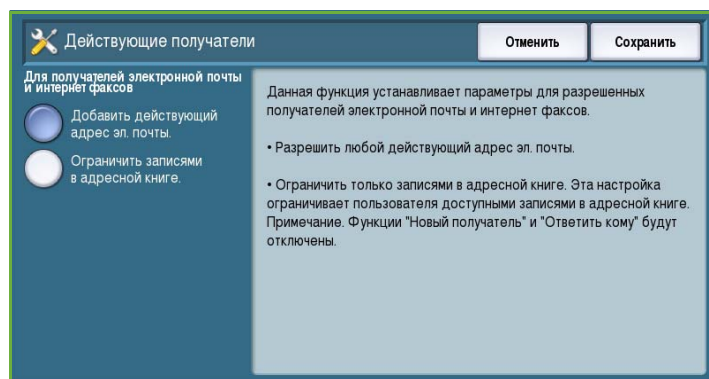 Действующие получатели
Отменить
Сохранить
Для получателей электронной почты
и интернет факсов
Добавить действующий
адрес эл. почты.
Ограничить записями
в адресной книге.
Данная функция устанавливает параметры для разрешенных
получателей электронной почты и интернет факсов.
• Разрешить любой действующий адрес эл. почты.
• Ограничить только записями в адресной книге. Эта настройка
ограничивает пользователя доступными записями в адресной книге.
Примечание. Функции "Новый получатель" и "Ответить кому" будут
отключены.